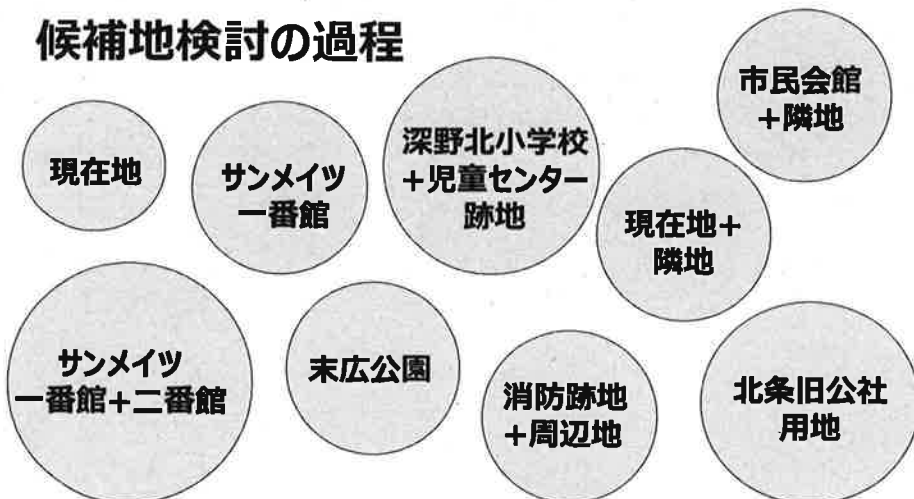 候補地検討の過程
現在地
サンメイツ
一番館
深野北小学校
+児童センター
跡地
市民会館
+隣地
現在地+
隣地
サンメイツ
一番館+二番館
末広公園
消防跡地
+周辺地
北条旧公社
用地